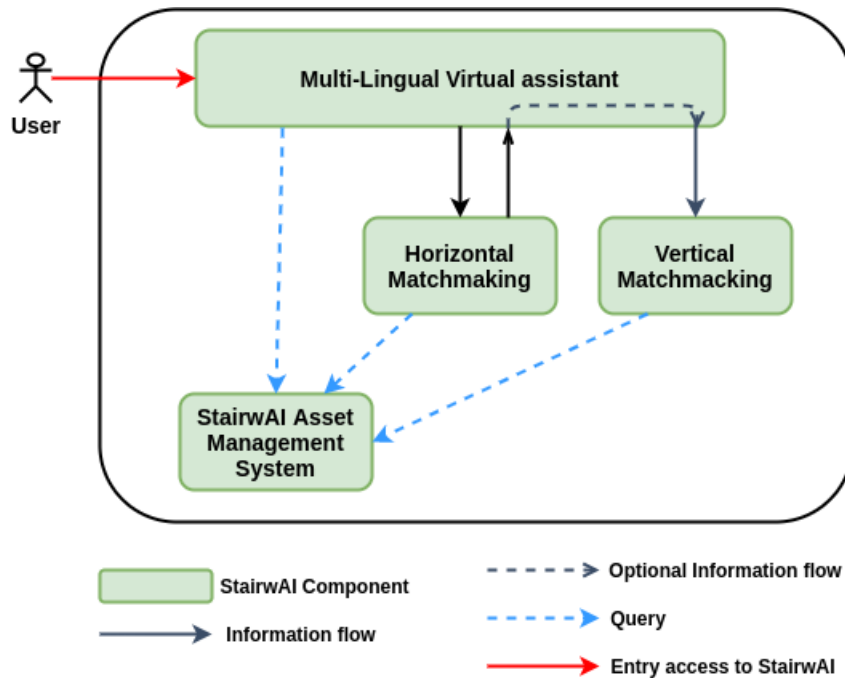 Multi-Lingual Virtual assistant
User
Horizontal
Matchmaking
Vertical
Matchmacking
StairwAI Asset
Management
System
StairwAI Component
Information flow
Optional Information flow
Query
Entry access to StairwAI